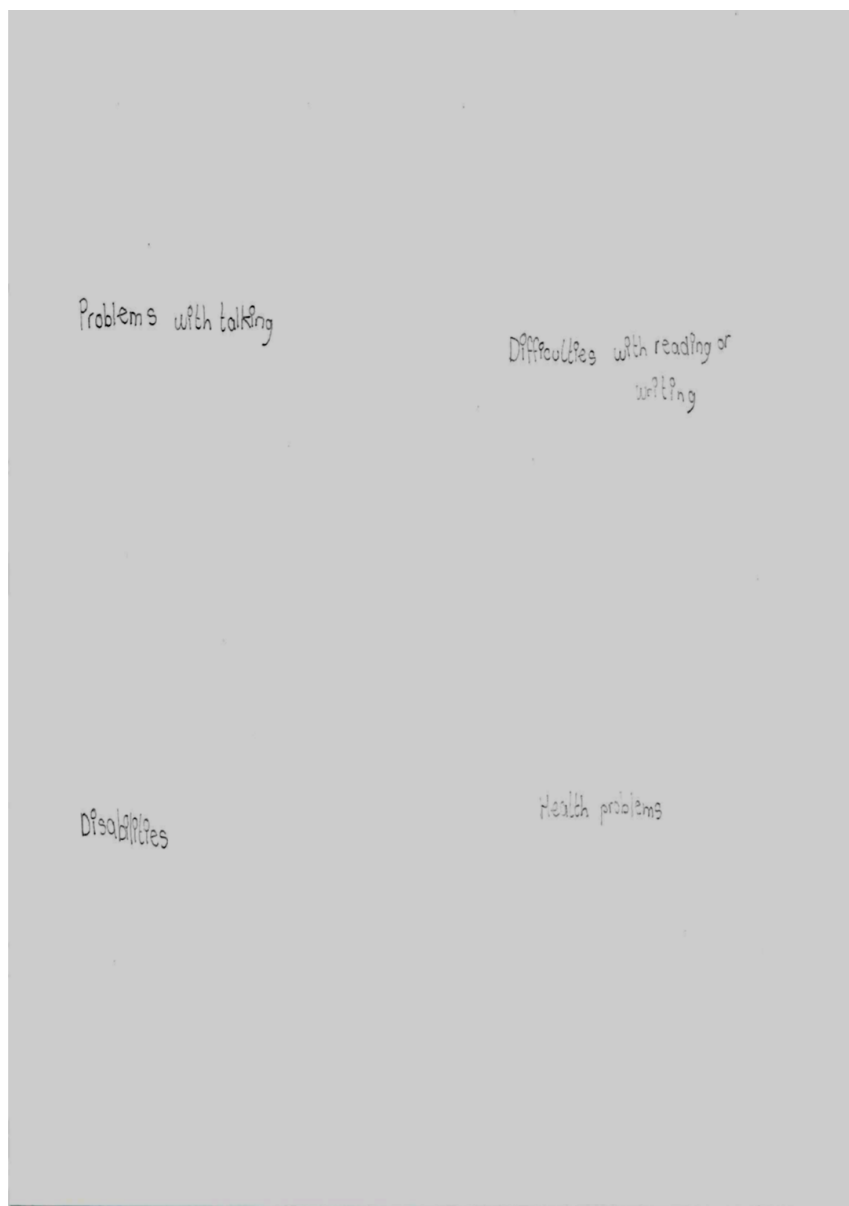 Problems with talking
Difficulties with reading or
writing
Disabilities
Health problems